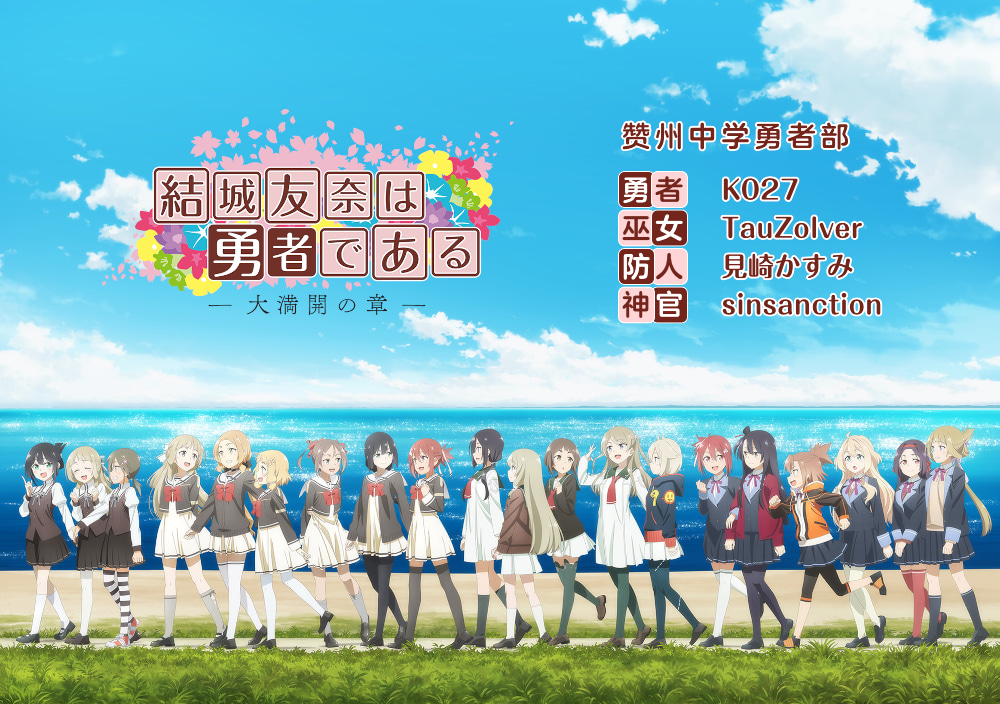 結城友奈は
勇者である
― 大満開の章 ―
赞州中学勇者部
勇者 K027
巫女 TauZolver
防人 見崎かすみ
神官 sinsanction